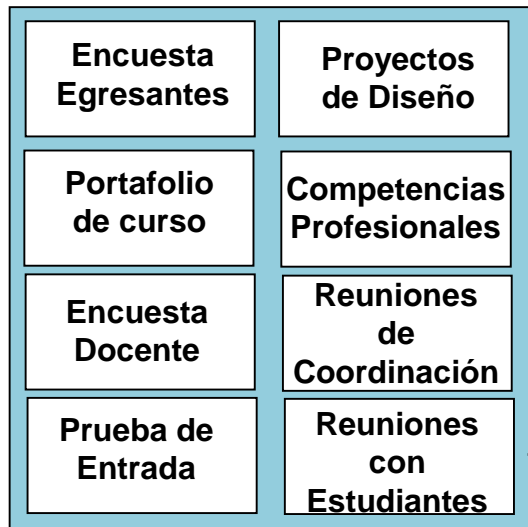 Encuesta
Egresantes
Proyectos
de Diseño
Portafolio
de curso
Competencias
Profesionales
Encuesta
Docente
Reuniones
de
Coordinación
Prueba de
Entrada
Reuniones
con
Estudiantes